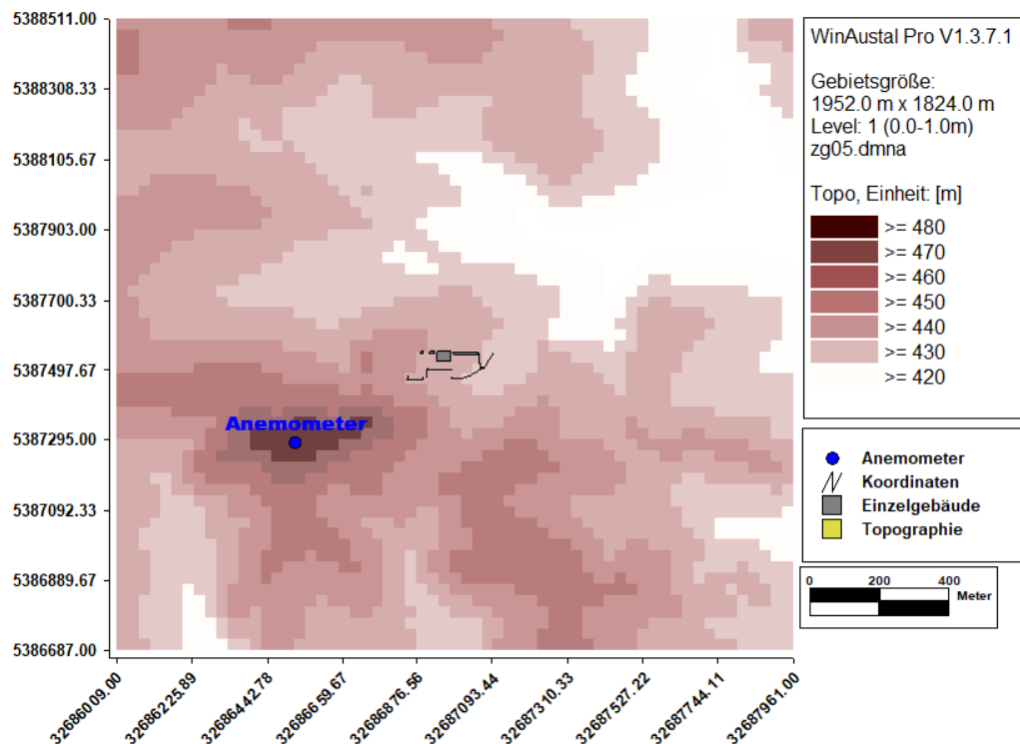 5388511.00
5388308.33
5388105.67
5387903.00
5387700.33
5387497.67
5387295.00
5387092.33
5386889.67
5386687.00
Anemometer
32686009.00
32686225.89
32686442.78
32686659.67
32686876.56
32687093.44
32687310.33
32687527.22
32687744.11
32687961.00
WinAustal Pro V1.3.7.1
Gebietsgröße:
1952.0 m x 1824.0 m
Level: 1 (0.0-1.0m)
zg05.dmna
Topo, Einheit: [m]
>= 480
>= 470
>= 460
>= 450
>= 440
>= 430
>= 420
Anemometer
Koordinaten
Einzelgebäude
Topographie
0 200 400
Meter